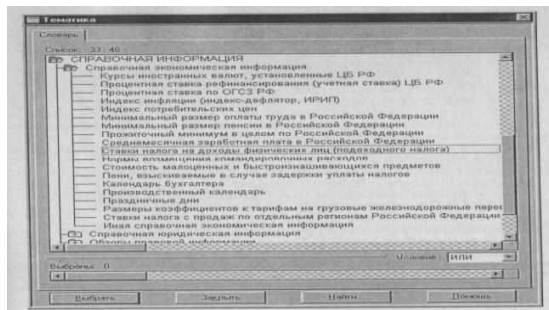 Тематика
Словарь
Список: 33 : 40
СПРАВОЧНАЯ ИНФОРМАЦИЯ
Справочная экономическая информация
Курсы иностранных валют, установленные ЦБ РФ
Процентная ставка рефинансирования (учетная ставка) ЦБ РФ
Процентная ставка по ОГСЗ РФ
Индекс инфляции (индекс-дефлятор, ИРИП)
Индекс потребительских цен
Минимальный размер оплаты труда в Российской Федерации
Минимальный размер пенсии в Российской Федерации
Прожиточный минимум в целом по Российской Федерации
Среднемесячная заработная плата в Российской Федерации
Ставки налога на доходы физических лиц (подоходного налога)
Нормы возмещения командировочных расходов
Стоимость малоценных и быстроизнашивающихся предметов
Пени, взыскиваемые в случае задержки уплаты налогов
Календарь бухгалтера
Производственный календарь
Праздничные дни
Размеры коэффициентов к тарифам на грузовые железнодорожные перев
Ставки налога с продаж по отдельным регионам Российской Федерации
Иная справочная экономическая информация
Справочная юридическая информация
Обзоры правовой информации
Условие: ИЛИ
Выбраны: 0
Выбрать Закрыть Найти Помощь